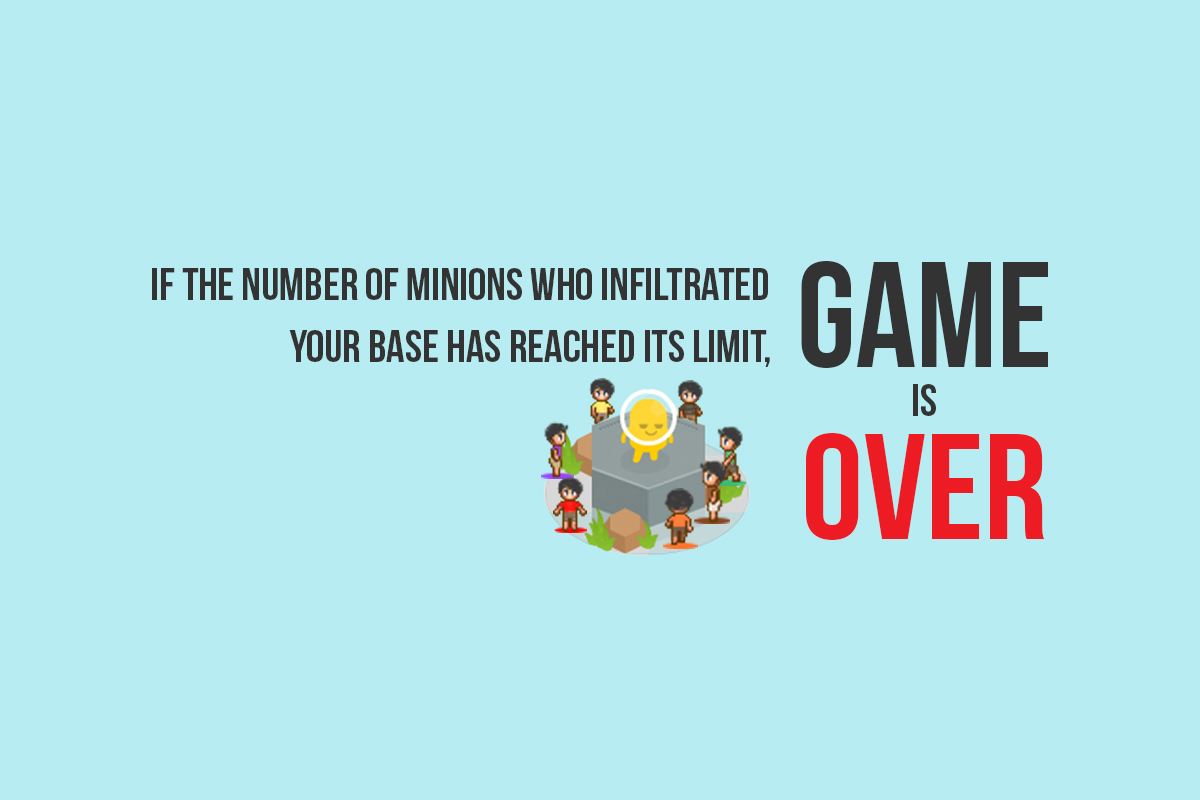 IF THE NUMBER OF MINIONS WHO INFILTRATED
YOUR BASE HAS REACHED ITS LIMIT,
GAME
IS
OVER